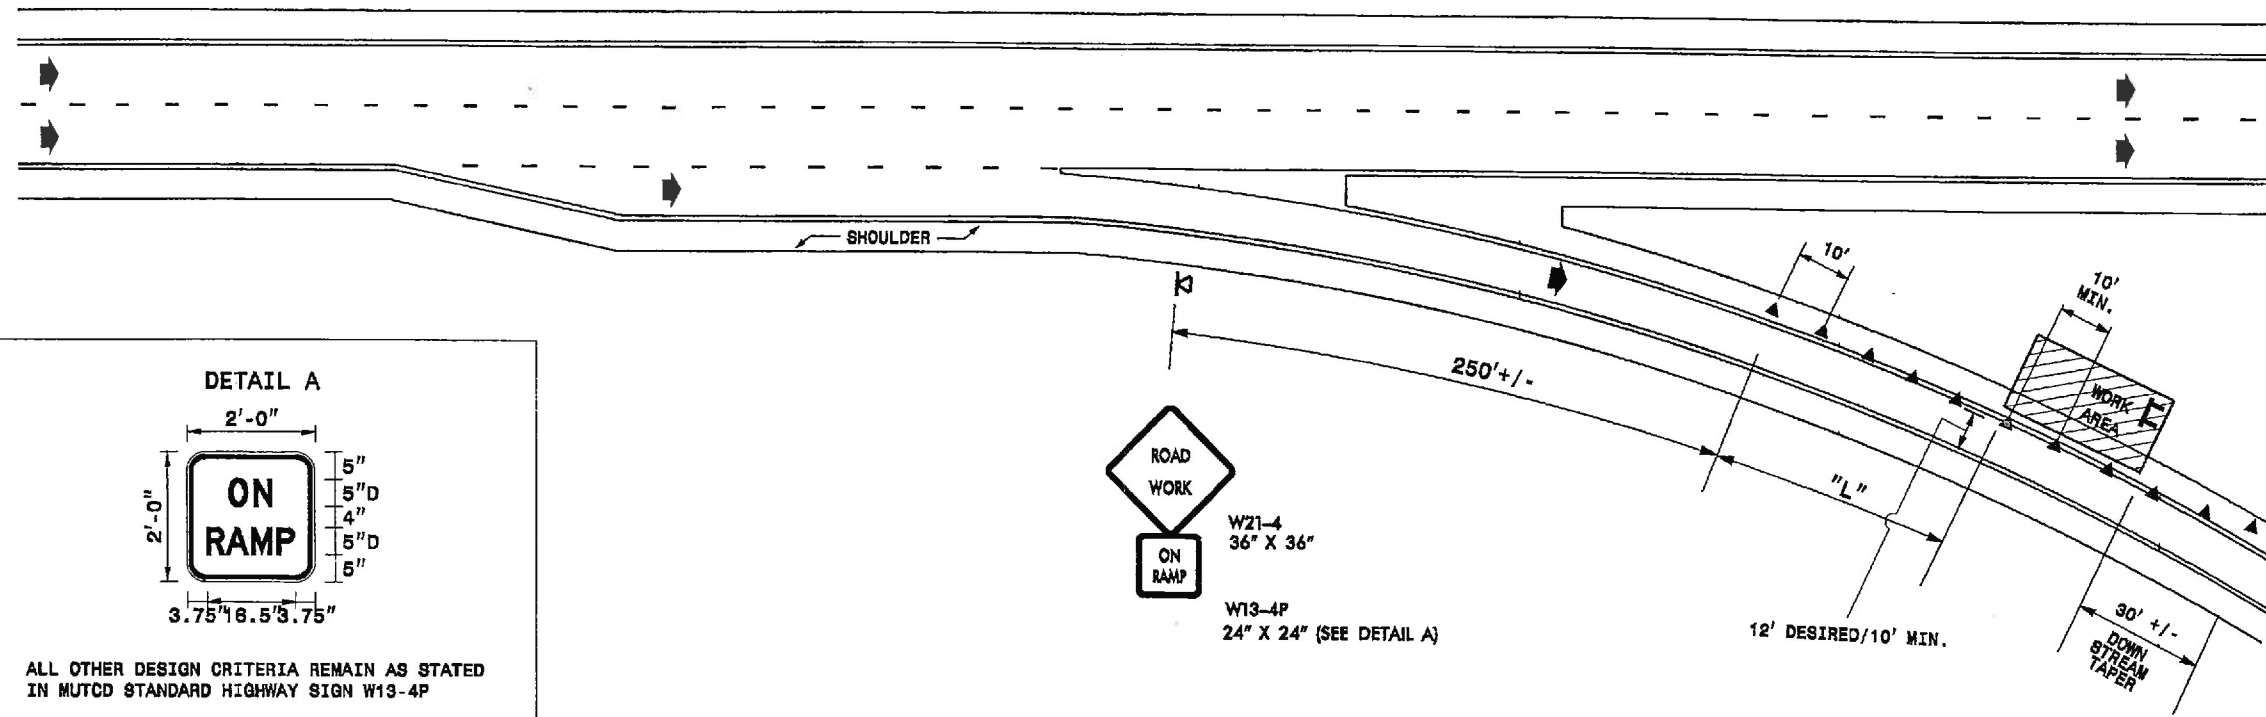 SHOULDER
10'
10'
MIN.
WORK
AREA
250'+/-
"L"
12' DESIRED/10' MIN.
30' +/-
DOWN
STREAM
TAPER
ROAD
WORK
ON
RAMP
W21-4
36" X 36"
W13-4P
24" X 24" (SEE DETAIL A)
DETAIL A
2'-0"
2'-0"
ON
RAMP
5"
5"D
4"
5"D
5"
3.75"16.5"3.75"
ALL OTHER DESIGN CRITERIA REMAIN AS STATED
IN MUTCD STANDARD HIGHWAY SIGN W13-4P